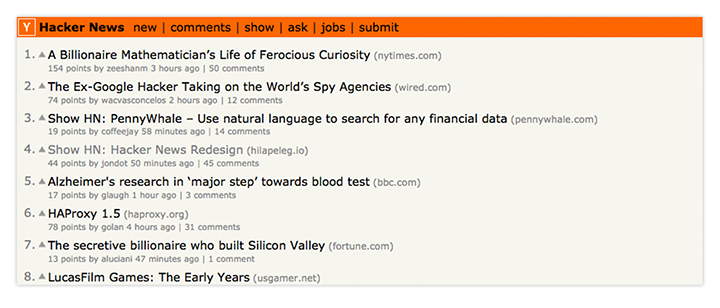 Y Hacker News new | comments | show | ask | jobs | submit
1. A Billionaire Mathematician’s Life of Ferocious Curiosity (nytimes.com)
154 points by zeeshanm 3 hours ago | 50 comments
2. The Ex-Google Hacker Taking on the World’s Spy Agencies (wired.com)
74 points by wacvasconcelos 2 hours ago | 12 comments
3. Show HN: PennyWhale – Use natural language to search for any financial data (pennywhale.com)
19 points by coffeejay 58 minutes ago | 14 comments
4. Show HN: Hacker News Redesign (hilapeleg.io)
44 points by jondot 50 minutes ago | 45 comments
5. Alzheimer's research in ‘major step’ towards blood test (bbc.com)
17 points by glaugh 1 hour ago | 3 comments
6. HAProxy 1.5 (haproxy.org)
78 points by golan 4 hours ago | 31 comments
7. The secretive billionaire who built Silicon Valley (fortune.com)
13 points by aluciani 47 minutes ago | 1 comment
8. LucasFilm Games: The Early Years (usgamer.net)